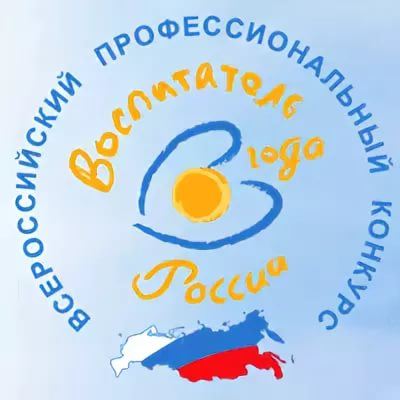 ВСЕРОССИЙСКИЙ ПРОФЕССИОНАЛЬНЫЙ КОНКУРС
Воспитатель
года
России